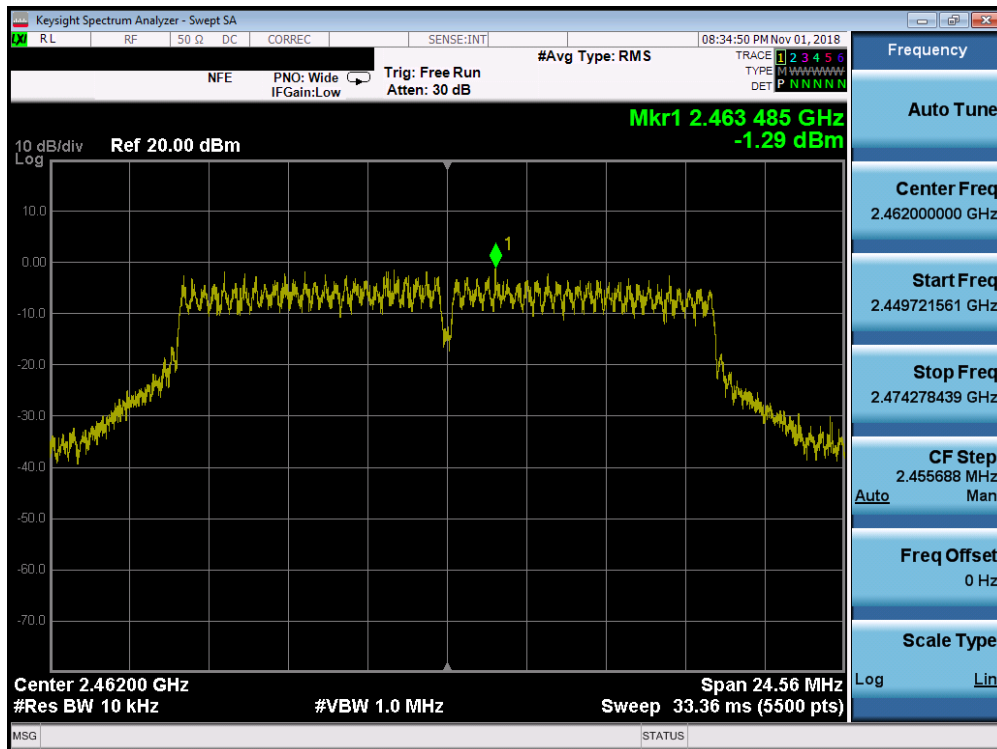 Keysight Spectrum Analyzer - Swept SA
LXI RL RF 50 Ω DC CORREC SENSE:INT 08:34:50 PM Nov 01, 2018
NFE PNO: Wide Trig: Free Run #Avg Type: RMS TRACE 1 2 3 4 5 6
IFGain:Low Atten: 30 dB TYPE M WWWWW
DET P N N N N N
Mkr1 2.463 485 GHz
-1.29 dBm
10 dB/div Ref 20.00 dBm
Log
10.0
0.00
-10.0
-20.0
-30.0
-40.0
-50.0
-60.0
-70.0
1
Center 2.46200 GHz Span 24.56 MHz
#Res BW 10 kHz #VBW 1.0 MHz Sweep 33.36 ms (5500 pts)
MSG STATUS
Frequency
Auto Tune
Center Freq
2.462000000 GHz
Start Freq
2.449721561 GHz
Stop Freq
2.474278439 GHz
CF Step
2.455688 MHz
Auto Man
Freq Offset
0 Hz
Scale Type
Log Lin